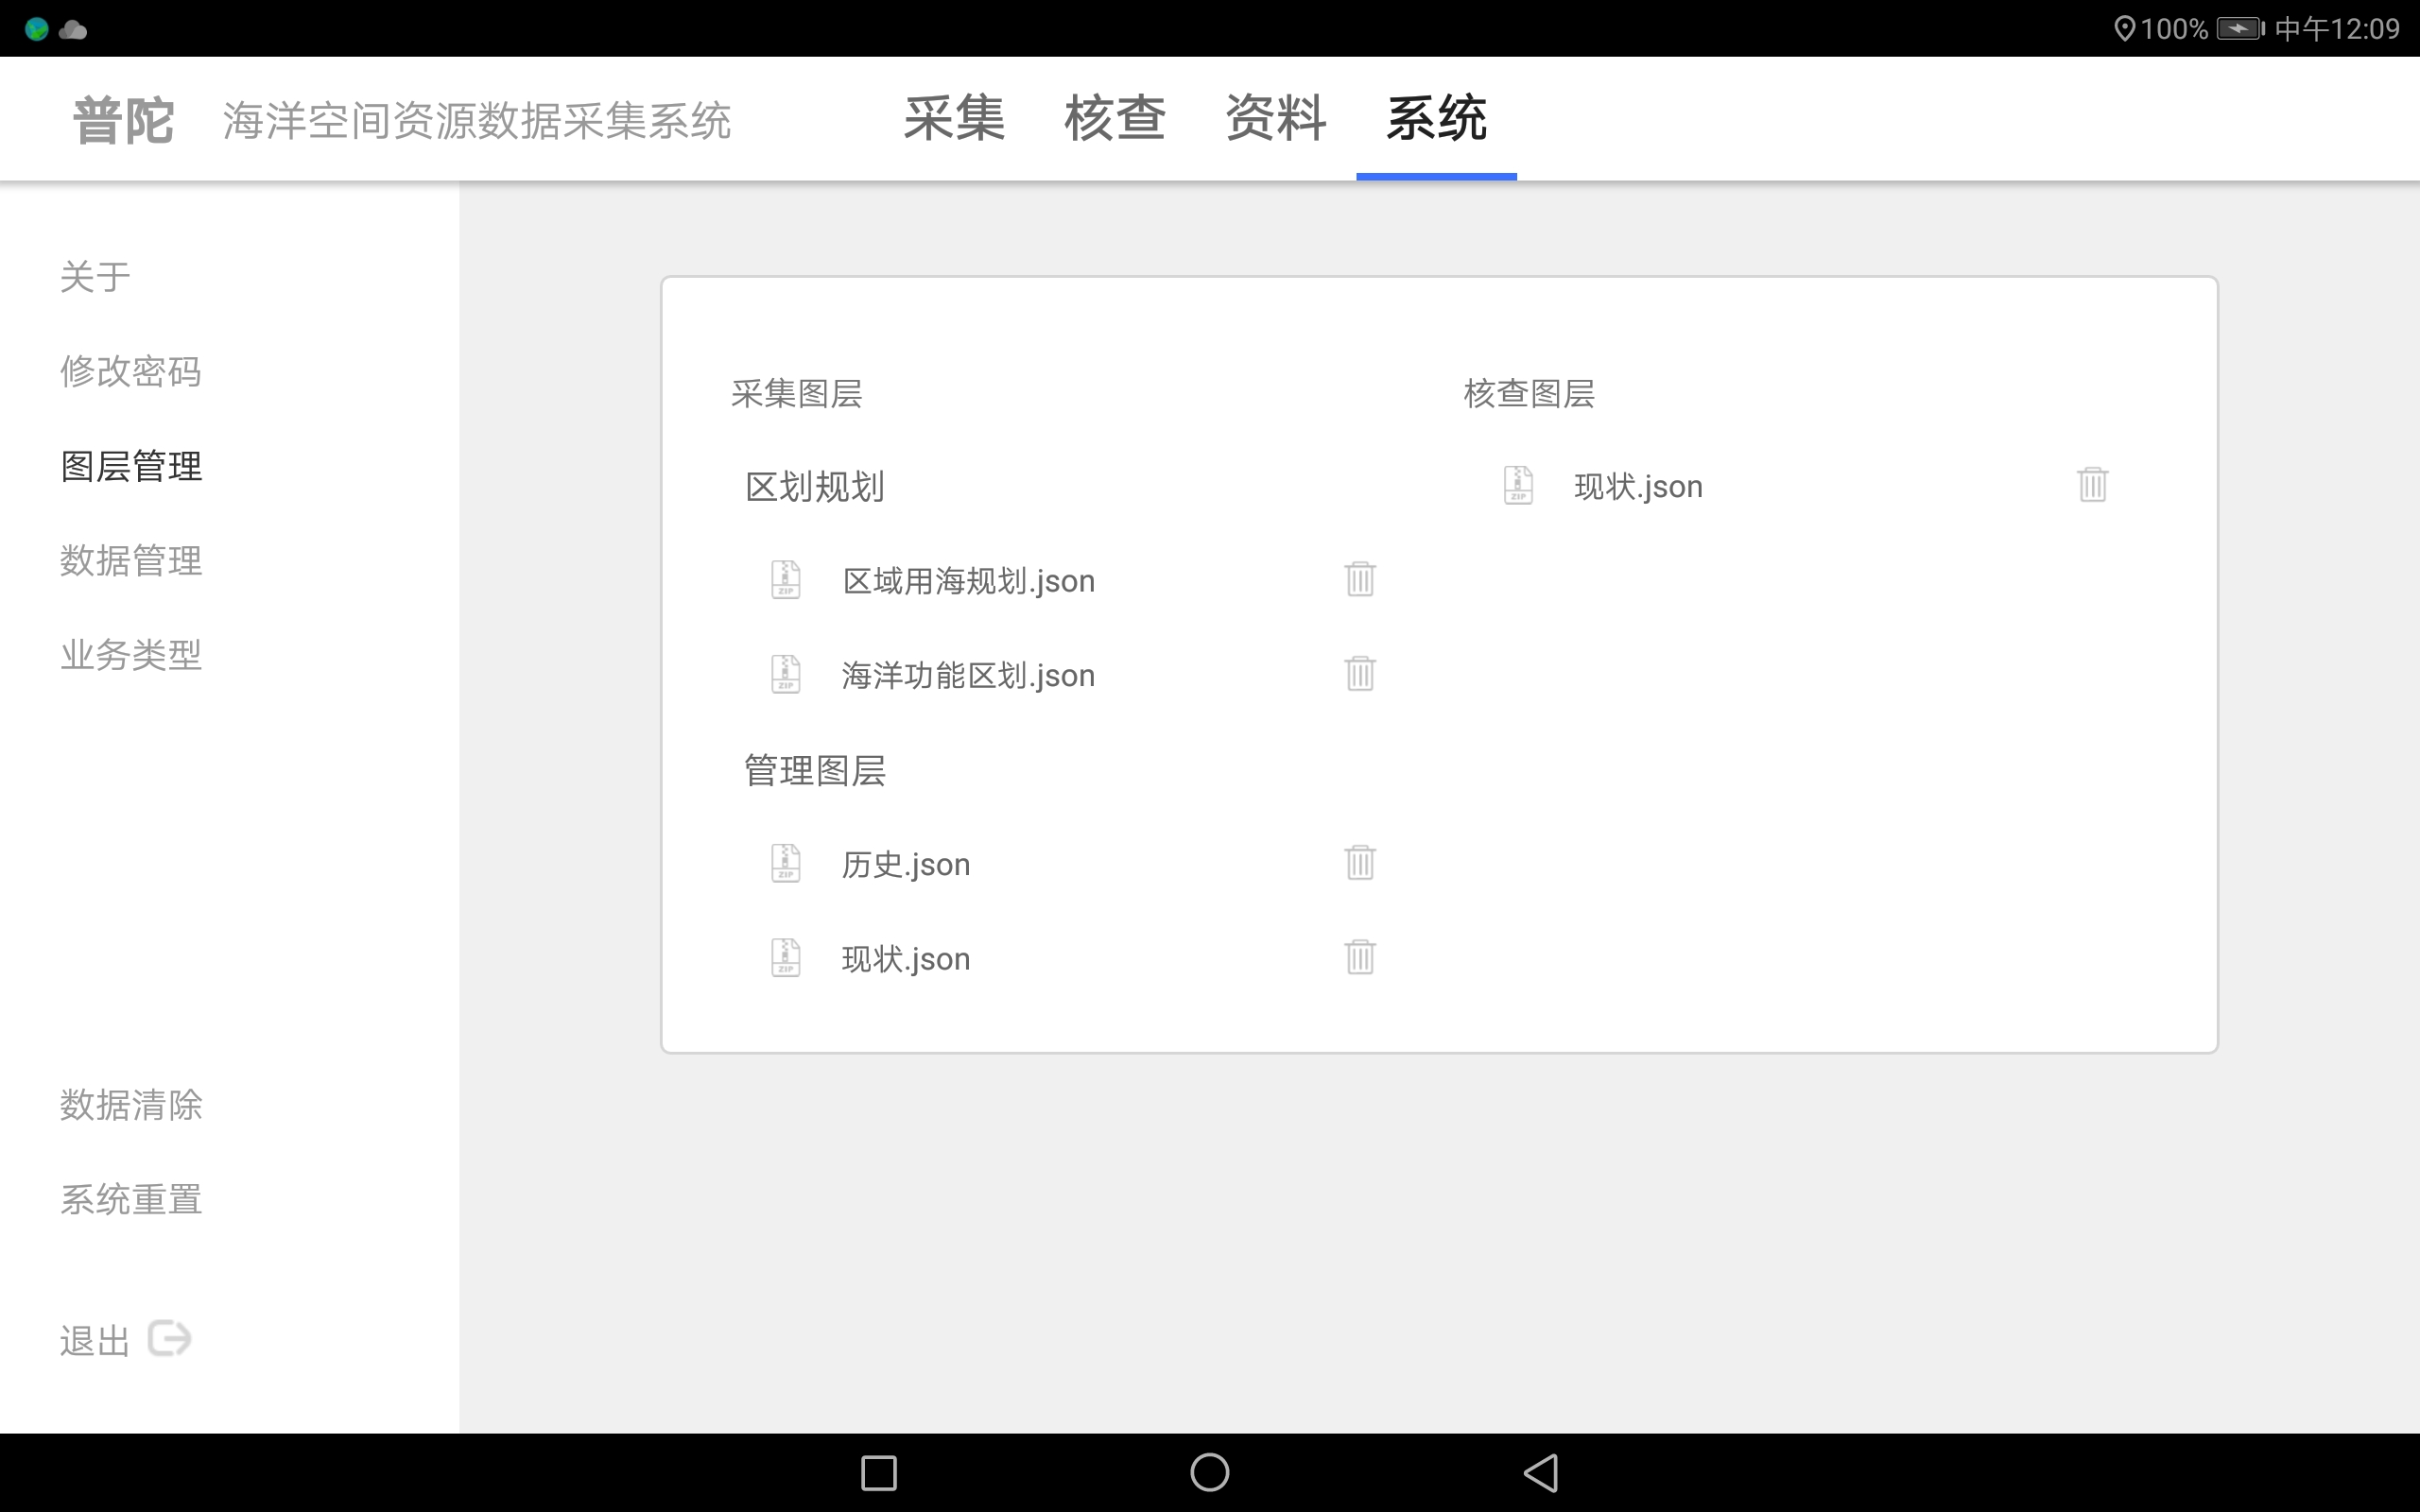 100% 中午12:09
普陀 海洋空间资源数据采集系统 采集 核查 资料 系统
关于
修改密码
图层管理
数据管理
业务类型
数据清除
系统重置
退出
采集图层
区划规划
ZIP 区域用海规划.json
ZIP 海洋功能区划.json
管理图层
ZIP 历史.json
ZIP 现状.json
核查图层
ZIP 现状.json